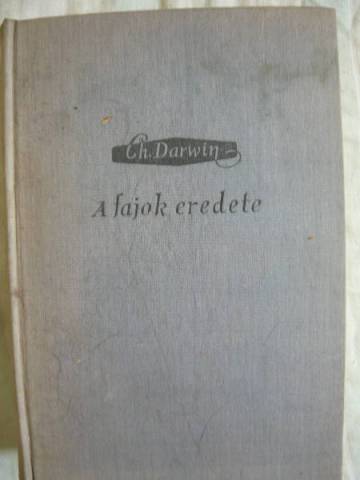 Ch. Darwin
A fajok eredete